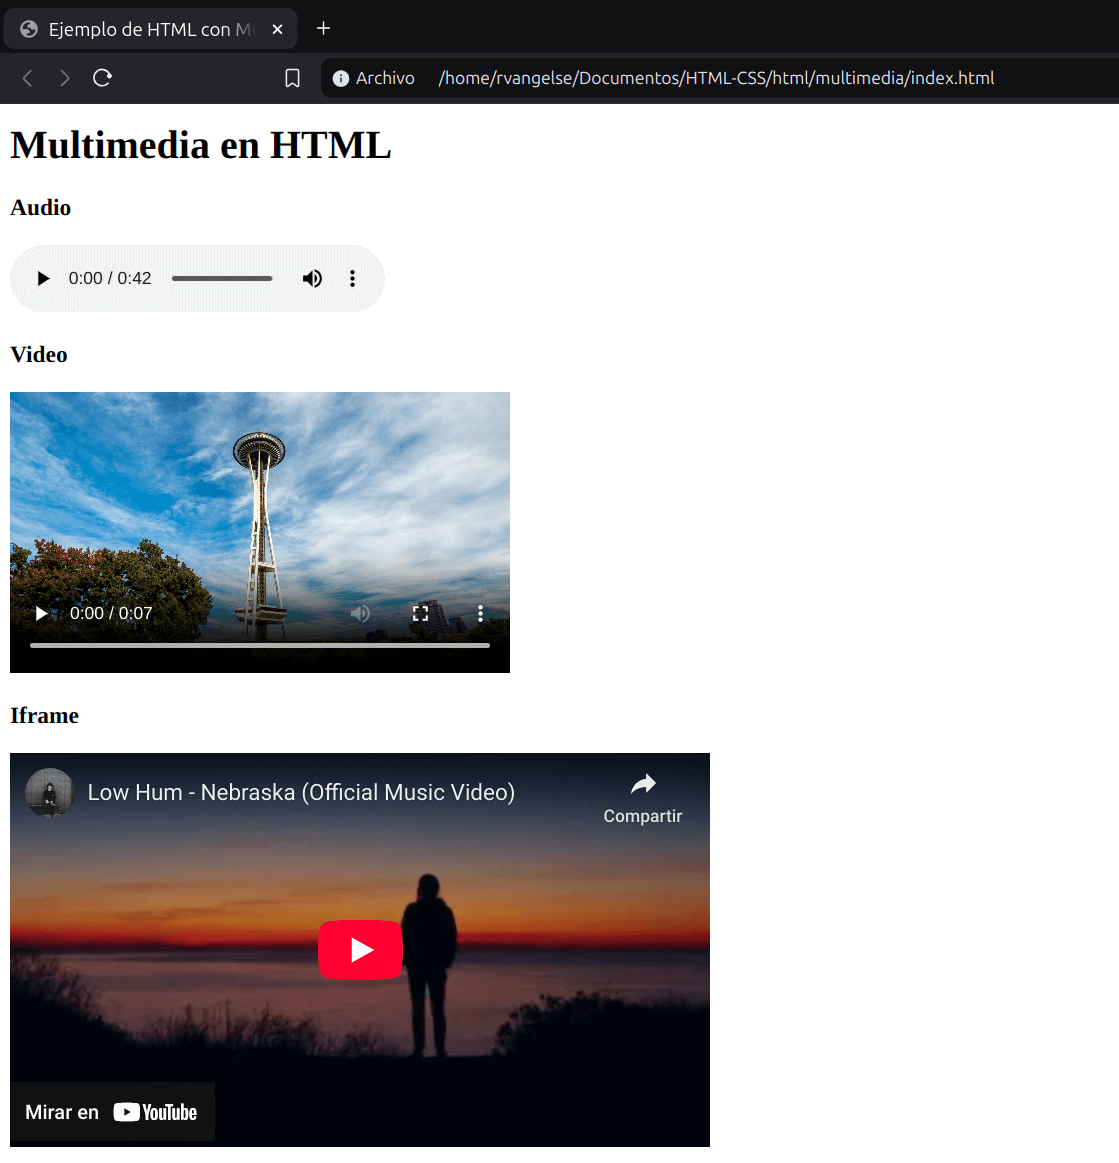 Ejemplo de HTML con Mu
Archivo /home/rvangelse/Documentos/HTML-CSS/html/multimedia/index.html
Multimedia en HTML
Audio
0:00 / 0:42
Video
0:00 / 0:07
Iframe
Low Hum - Nebraska (Official Music Video)
Compartir
Mirar en YouTube